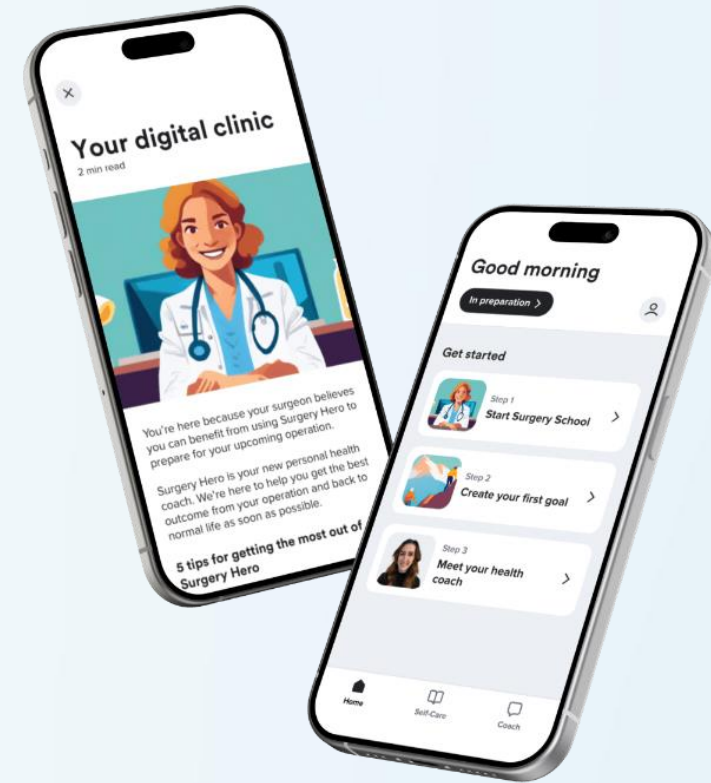 Your digital clinic
2 min read
You're here because your surgeon believes
you can benefit from using Surgery Hero to
prepare for your upcoming operation.
Surgery Hero is your new personal health
coach. We're here to help you get the best
outcome from your operation and back to
normal life as soon as possible.
5 tips for getting the most out of
Surgery Hero
Good morning
In preparation >
Get started
Step 1
Start Surgery School
Step 2
Create your first goal
Step 3
Meet your health
coach
Home
Self-Care
Coach